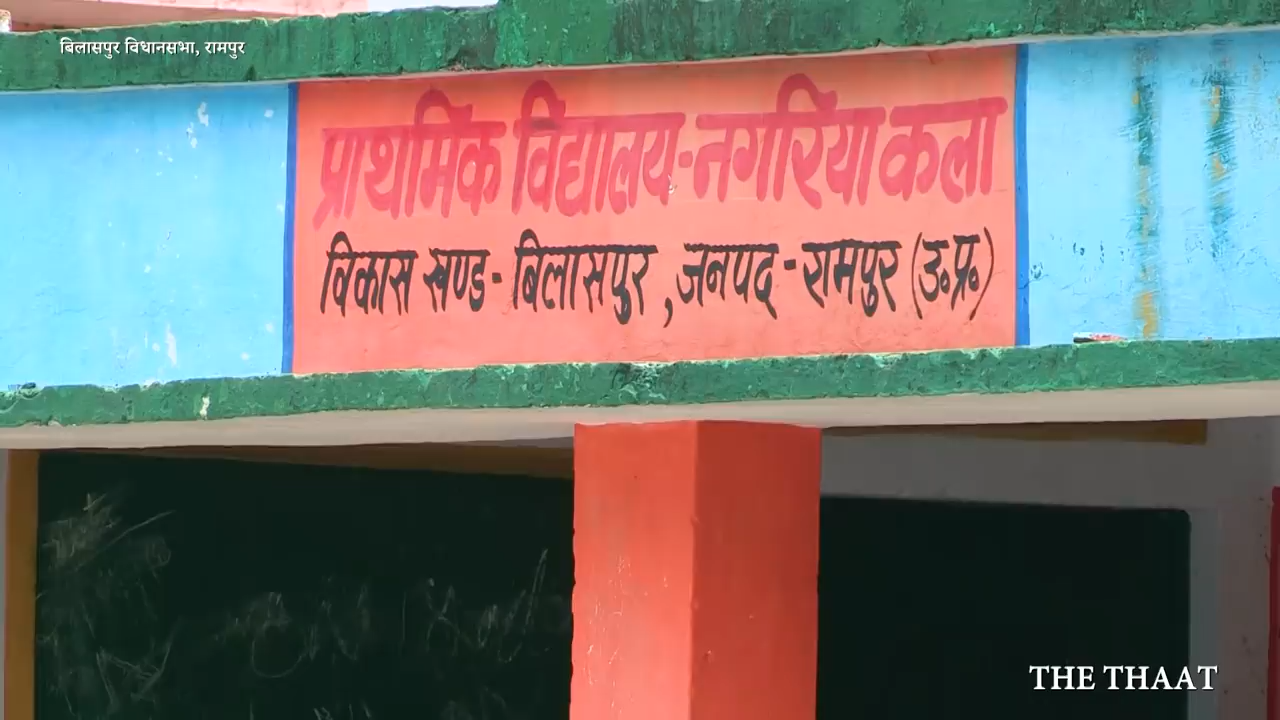 बिलासपुर विधानसभा, रामपुर
प्राथमिक विद्यालय-नगरिया कला
विकास खण्ड-बिलासपुर ,जनपद-रामपुर (उ॰प्र॰)
THE THAAT